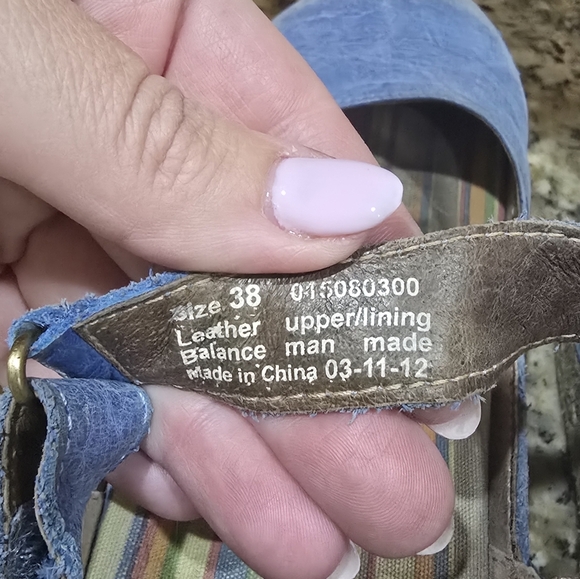 Size 38 015080300
Leather upper/lining
Balance man made
Made in China 03-11-12